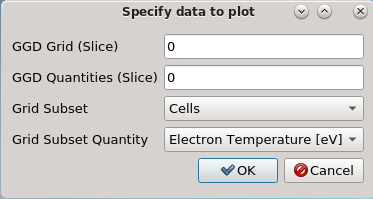 Specify data to plot
GGD Grid (Slice) 0
GGD Quantities (Slice) 0
Grid Subset Cells
Grid Subset Quantity Electron Temperature [eV]
OK Cancel